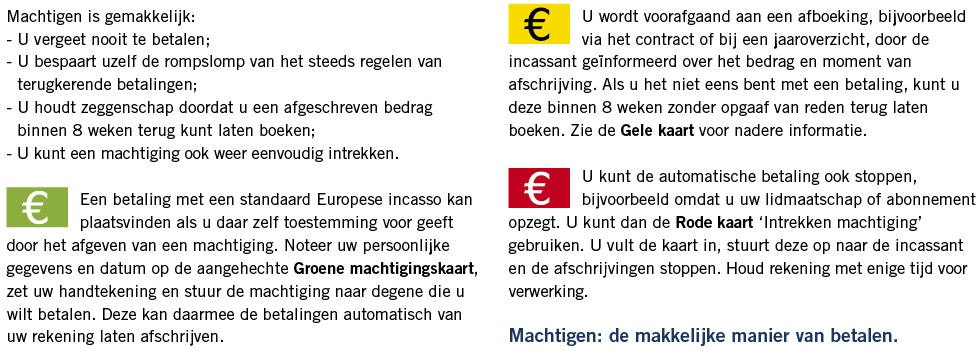 Machtigen is gemakkelijk:
- U vergeet nooit te betalen;
- U bespaart uzelf de rompslomp van het steeds regelen van
terugkerende betalingen;
- U houdt zeggenschap doordat u een afgeschreven bedrag
binnen 8 weken terug kunt laten boeken;
- U kunt een machtiging ook weer eenvoudig intrekken.
€ Een betaling met een standaard Europese incasso kan
plaatsvinden als u daar zelf toestemming voor geeft
door het afgeven van een machtiging. Noteer uw persoonlijke
gegevens en datum op de aangehechte Groene machtigingskaart,
zet uw handtekening en stuur de machtiging naar degene die u
wilt betalen. Deze kan daarmee de betalingen automatisch van
uw rekening laten afschrijven.
€ U wordt voorafgaand aan een afboeking, bijvoorbeeld
via het contract of bij een jaaroverzicht, door de
incassant geïnformeerd over het bedrag en moment van
afschrijving. Als u het niet eens bent met een betaling, kunt u
deze binnen 8 weken zonder opgaaf van reden terug laten
boeken. Zie de Gele kaart voor nadere informatie.
€ U kunt de automatische betaling ook stoppen,
bijvoorbeeld omdat u uw lidmaatschap of abonnement
opzegt. U kunt dan de Rode kaart ‘Intrekken machtiging’
gebruiken. U vult de kaart in, stuurt deze op naar de incassant
en de afschrijvingen stoppen. Houd rekening met enige tijd voor
verwerking.
Machtigen: de makkelijke manier van betalen.